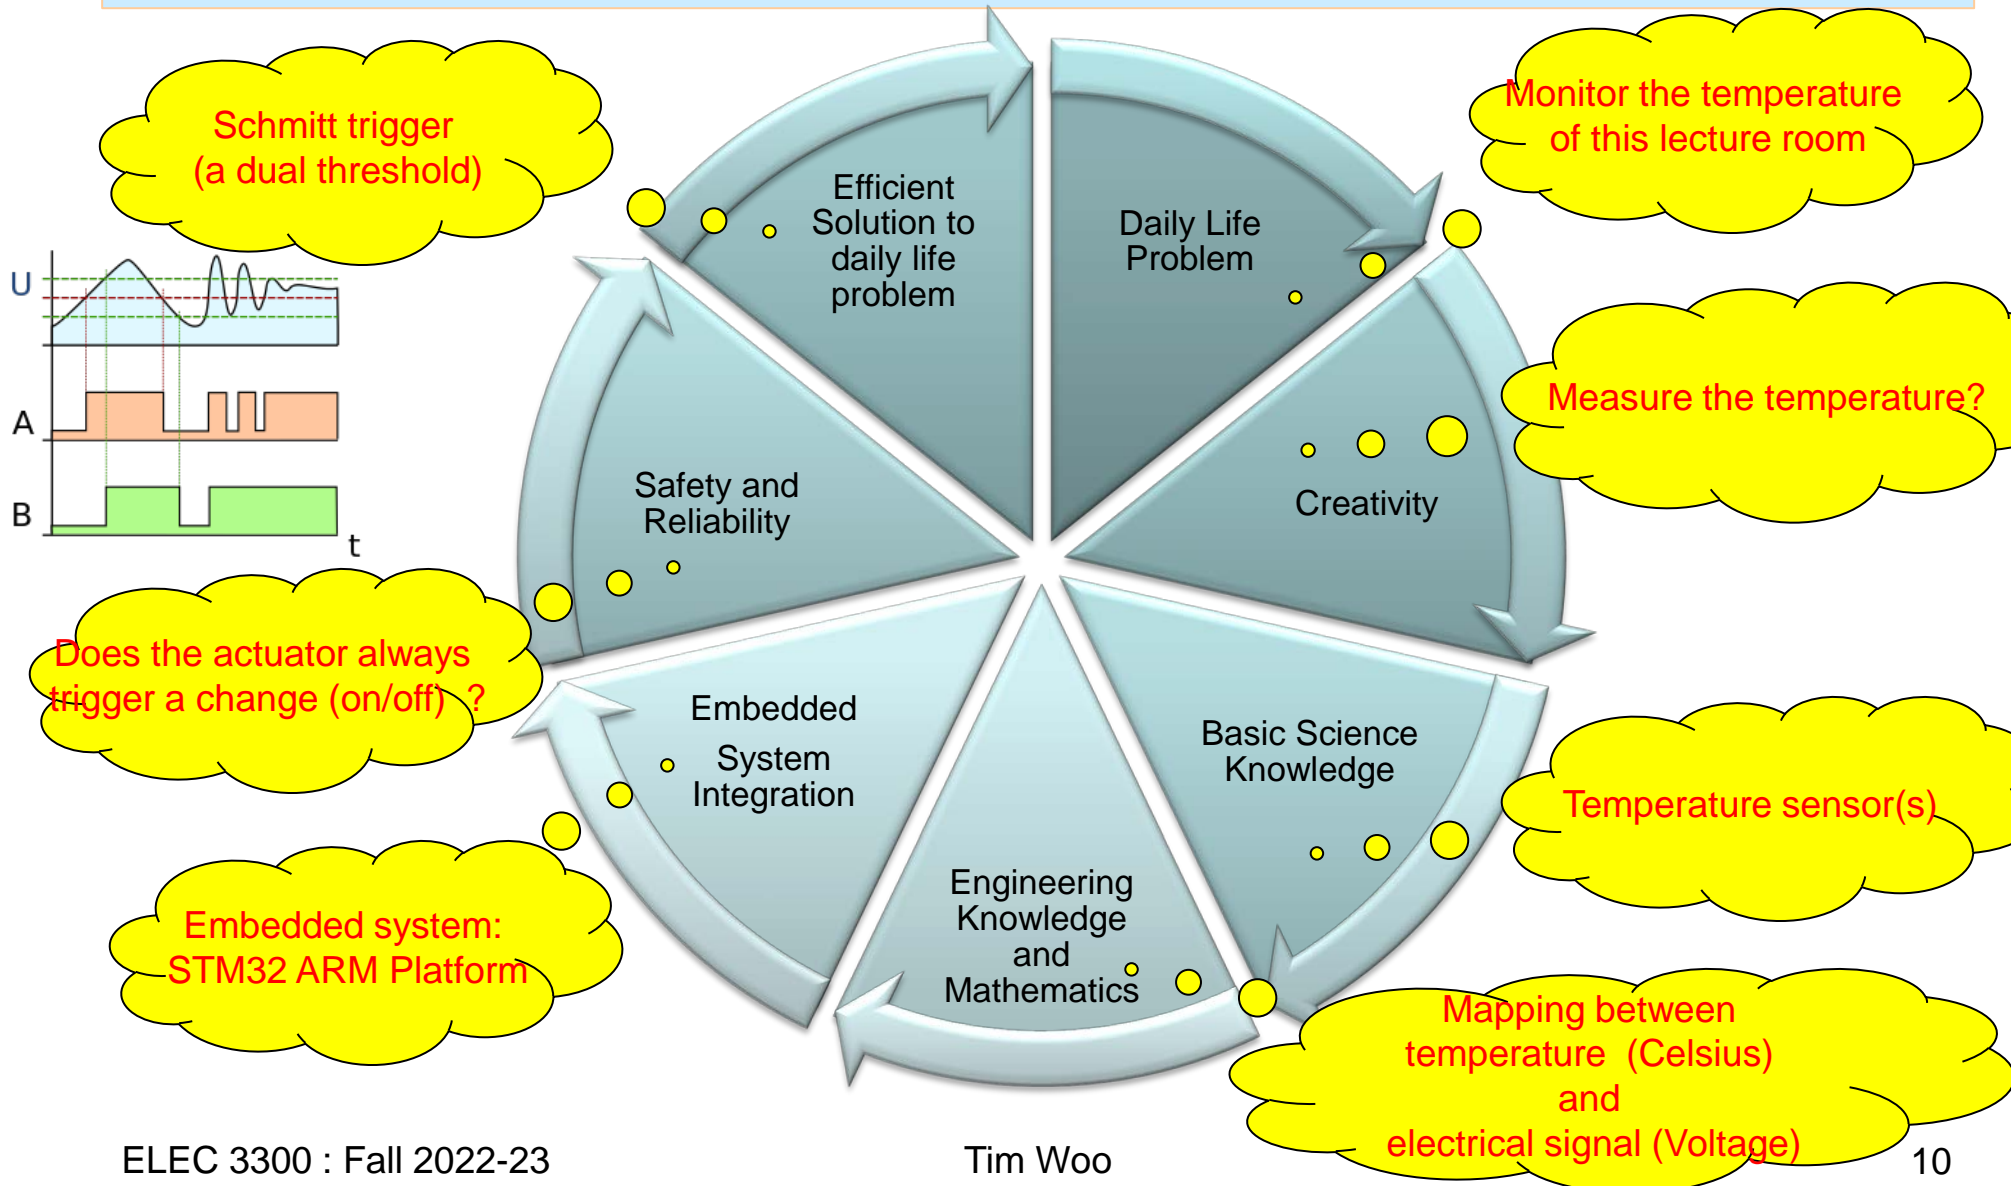 Schmitt trigger
(a dual threshold)
Monitor the temperature
of this lecture room
Efficient
Solution to
daily life
problem
Daily Life
Problem
U
A
B
t
Measure the temperature?
Creativity
Safety and
Reliability
Does the actuator always
trigger a change (on/off) ?
Embedded
System
Integration
Basic Science
Knowledge
Temperature sensor(s)
Engineering
Knowledge
and
Mathematics
Embedded system:
STM32 ARM Platform
Mapping between
temperature (Celsius)
and
electrical signal (Voltage)
ELEC 3300 : Fall 2022-23
Tim Woo
10